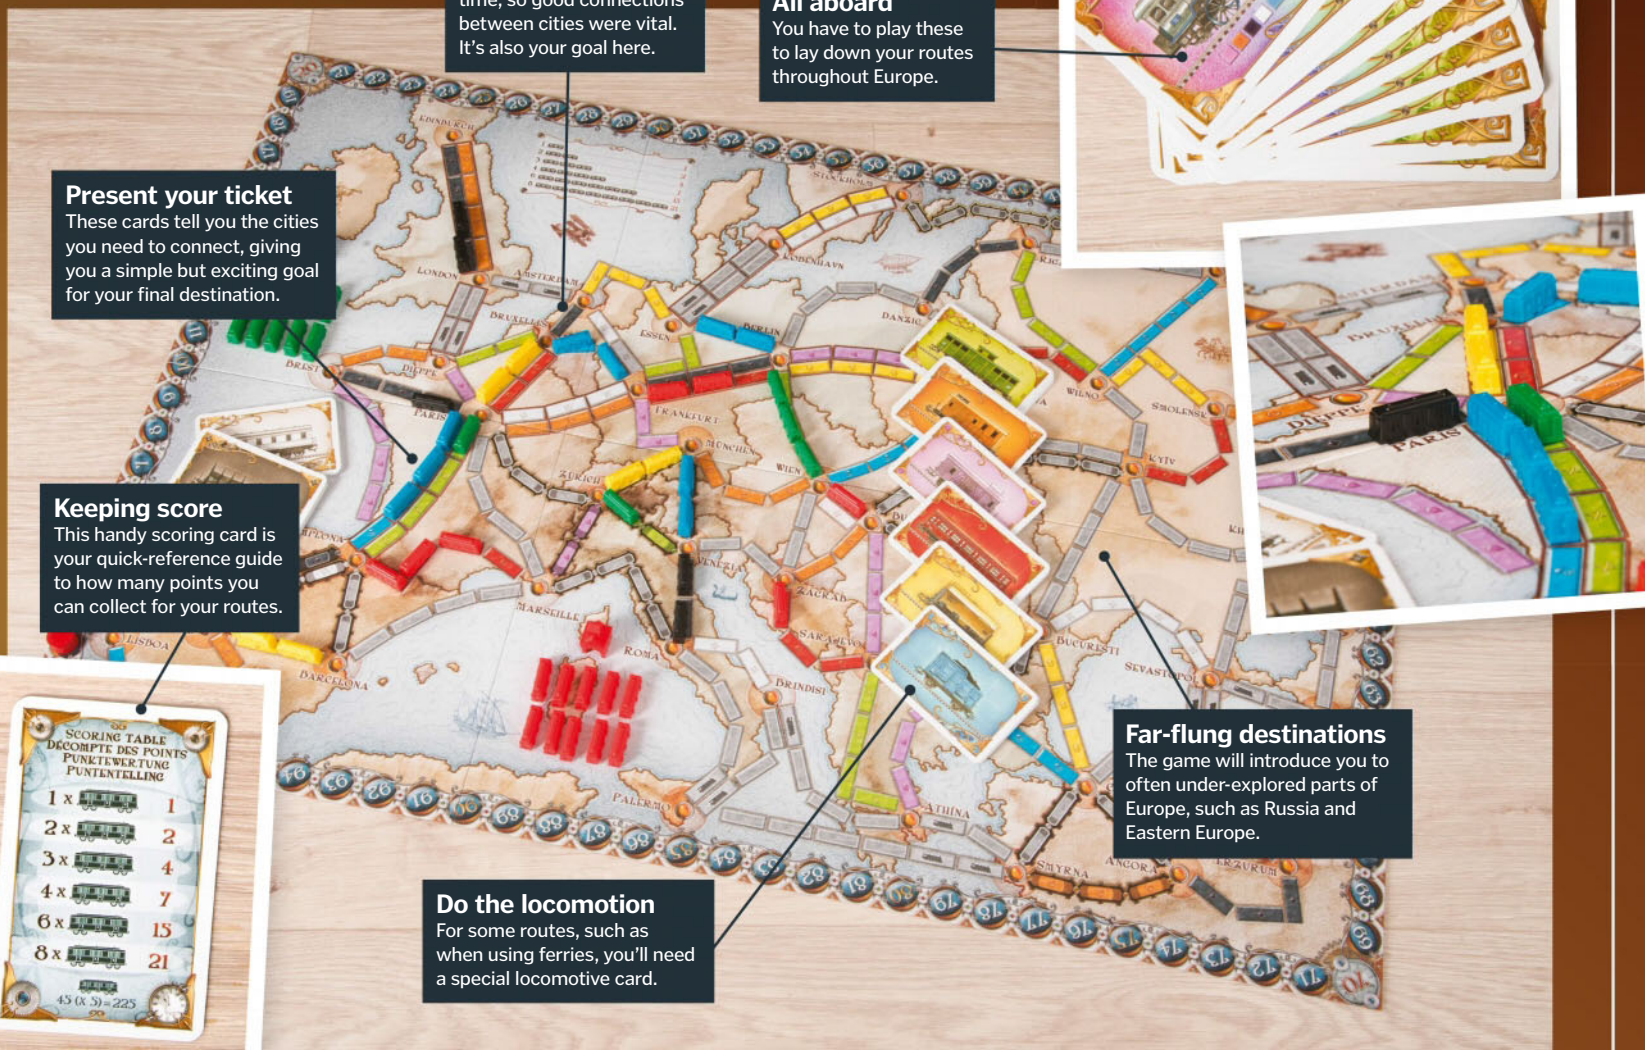 time, so good connections
between cities were vital.
It's also your goal here.
All aboard
You have to play these
to lay down your routes
throughout Europe.
Present your ticket
These cards tell you the cities
you need to connect, giving
you a simple but exciting goal
for your final destination.
Keeping score
This handy scoring card is
your quick-reference guide
to how many points you
can collect for your routes.
SCORING TABLE
DÉCOMPTE DES POINTS
PUNKTEWERTUNG
PUNTENTELLING
1 x 1
2 x 2
3 x 4
4 x 7
6 x 15
8 x 21
45 (x 5) = 225
Do the locomotion
For some routes, such as
when using ferries, you'll need
a special locomotive card.
Far-flung destinations
The game will introduce you to
often under-explored parts of
Europe, such as Russia and
Eastern Europe.
EDINBURGH
STOCKHOLM
KOBENHAVN
LONDON
AMSTERDAM
BRUXELLES
ESSEN
BERLIN
DANZIG
RIGA
BREST
DIEPPE
PARIS
FRANKFURT
MÜNCHEN
WIEN
WILNO
SMOLENSK
KYIV
ZÜRICH
VENEZIA
ZAGRAB
MARSEILLE
ROMA
SARAJEVO
BUCURESTI
SEVASTOPOL
LISBOA
BARCELONA
BRINDISI
PALERMO
ATHINA
SMYRNA
ANGORA
ERZURUM
DIEPPE
PARIS